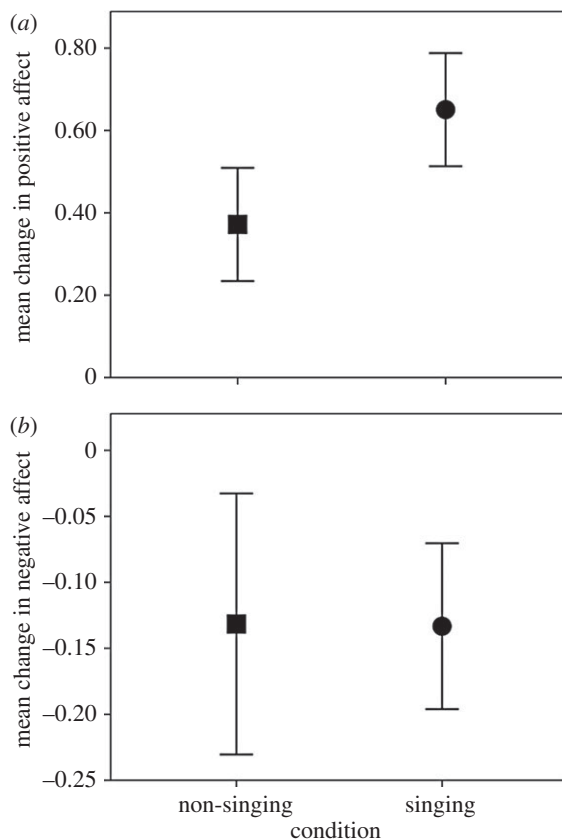 (a)
mean change in positive affect
0.80
0.60
0.40
0.20
0
(b)
mean change in negative affect
0
–0.05
–0.10
–0.15
–0.20
–0.25
non-singing singing
condition